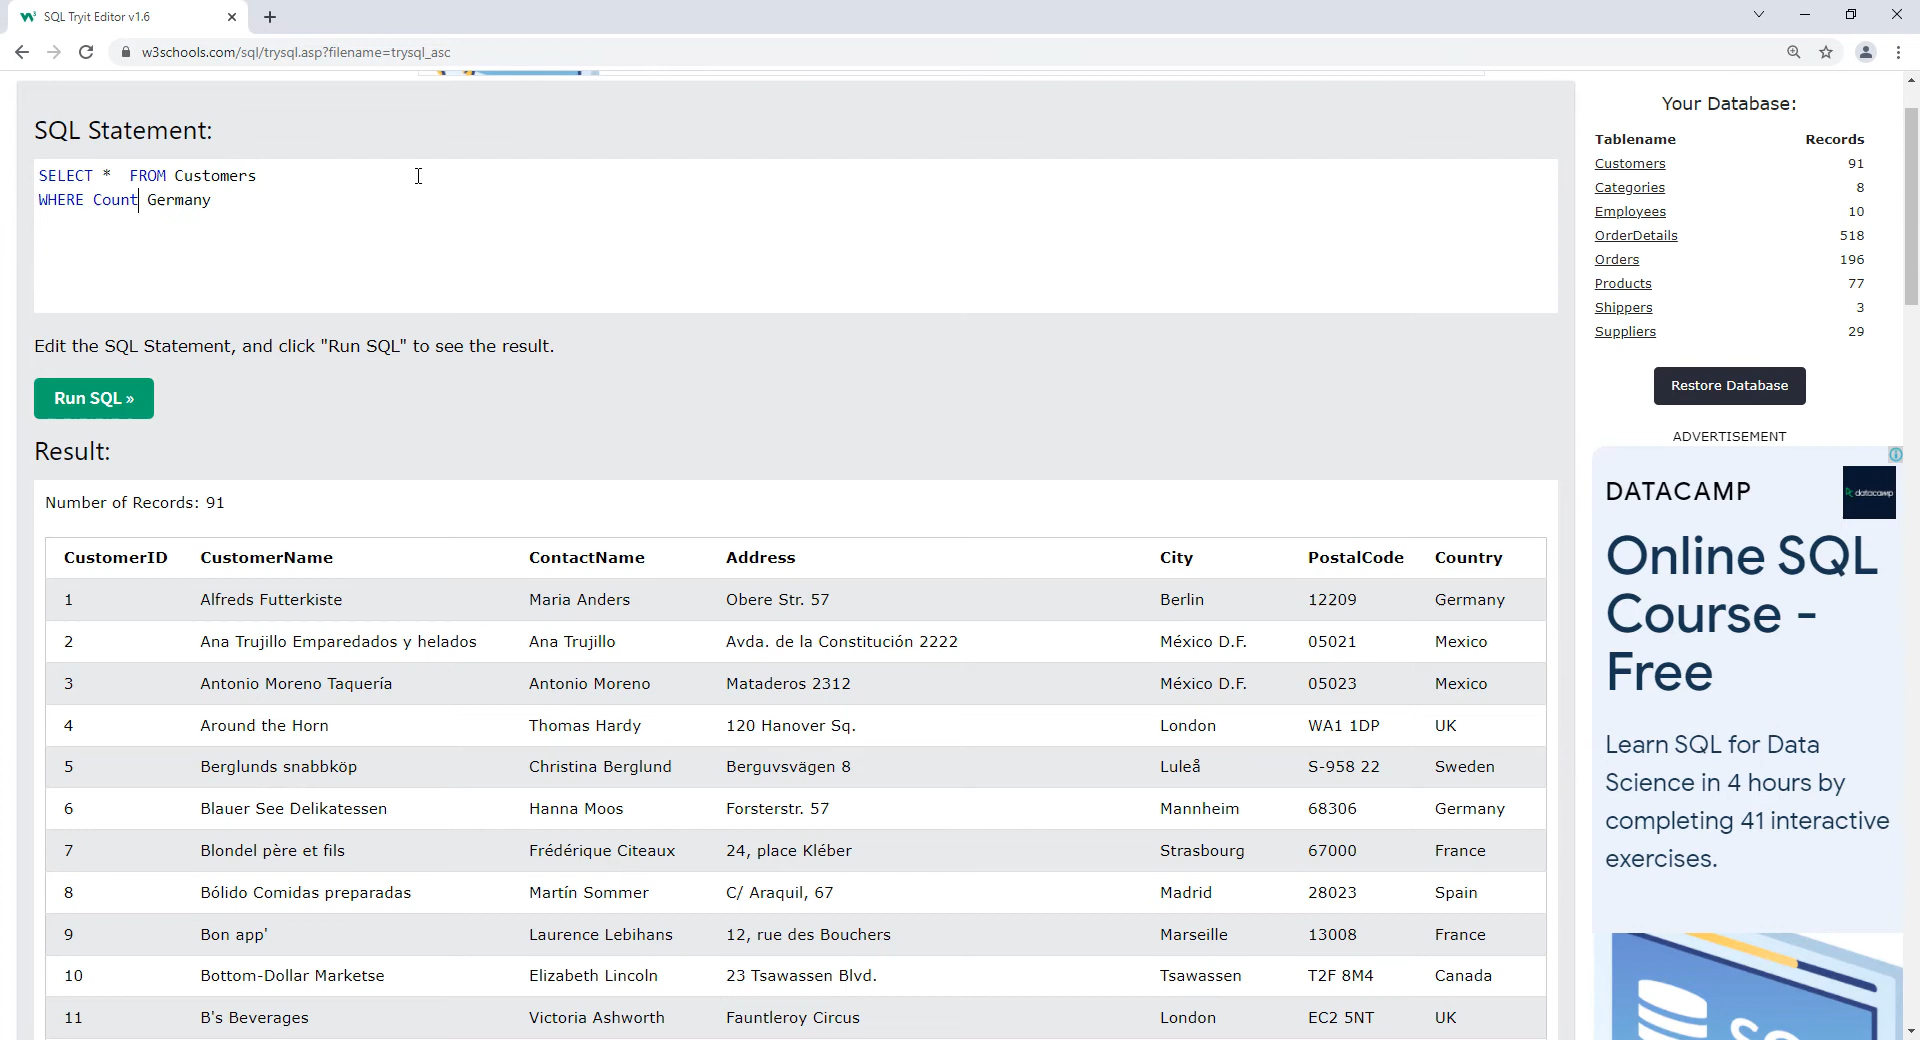 SQL Tryit Editor v1.6
w3schools.com/sql/trysql.asp?filename=trysql_asc
SQL Statement:
SELECT *  FROM Customers
WHERE Count Germany
Edit the SQL Statement, and click "Run SQL" to see the result.
Run SQL »
Result:
Number of Records: 91
CustomerID CustomerName ContactName Address City PostalCode Country
1 Alfreds Futterkiste Maria Anders Obere Str. 57 Berlin 12209 Germany
2 Ana Trujillo Emparedados y helados Ana Trujillo Avda. de la Constitución 2222 México D.F. 05021 Mexico
3 Antonio Moreno Taquería Antonio Moreno Mataderos 2312 México D.F. 05023 Mexico
4 Around the Horn Thomas Hardy 120 Hanover Sq. London WA1 1DP UK
5 Berglunds snabbköp Christina Berglund Berguvsvägen 8 Luleå S-958 22 Sweden
6 Blauer See Delikatessen Hanna Moos Forsterstr. 57 Mannheim 68306 Germany
7 Blondel père et fils Frédérique Citeaux 24, place Kléber Strasbourg 67000 France
8 Bólido Comidas preparadas Martín Sommer C/ Araquil, 67 Madrid 28023 Spain
9 Bon app' Laurence Lebihans 12, rue des Bouchers Marseille 13008 France
10 Bottom-Dollar Marketse Elizabeth Lincoln 23 Tsawassen Blvd. Tsawassen T2F 8M4 Canada
11 B's Beverages Victoria Ashworth Fauntleroy Circus London EC2 5NT UK
Your Database:
Tablename Records
Customers 91
Categories 8
Employees 10
OrderDetails 518
Orders 196
Products 77
Shippers 3
Suppliers 29
Restore Database
ADVERTISEMENT
DATACAMP
datacamp
Online SQL
Course -
Free
Learn SQL for Data
Science in 4 hours by
completing 41 interactive
exercises.